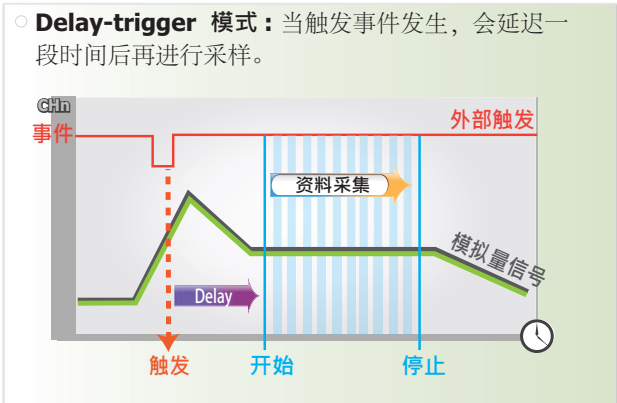 Delay-trigger 模式：当触发事件发生，会延迟一
段时间后再进行采样。
CHn
事件
外部触发
资料采集
模拟量信号
Delay
触发
开始
停止